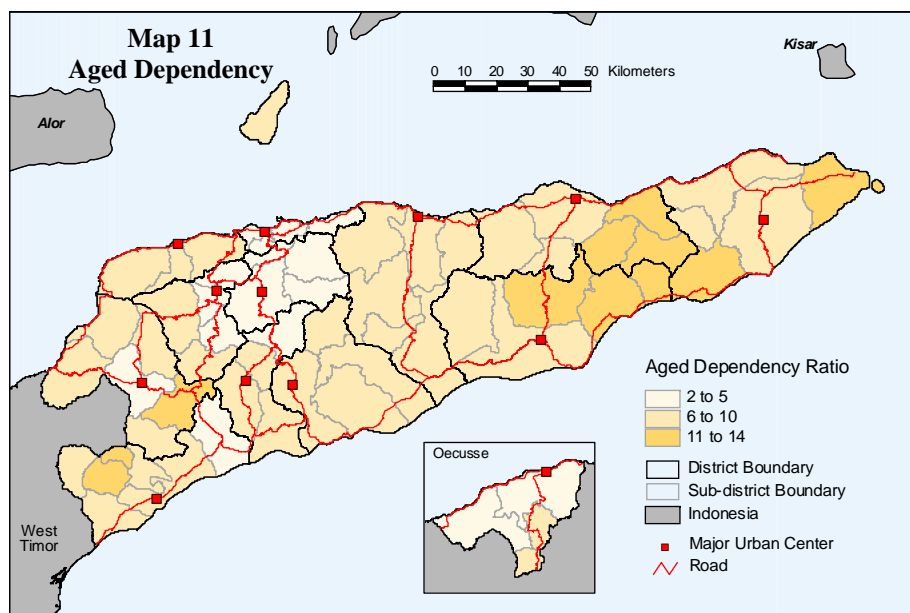 Map 11
Aged Dependency
Kisar
0 10 20 30 40 50 Kilometers
Alor
Aged Dependency Ratio
2 to 5
6 to 10
11 to 14
District Boundary
Sub-district Boundary
Indonesia
Major Urban Center
Road
Oecusse
West
Timor